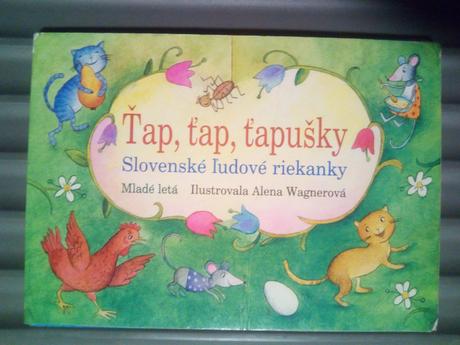 Ťap, ťap, ťapušky
Slovenské ľudové riekanky
Mladé letá Ilustrovala Alena Wagnerová